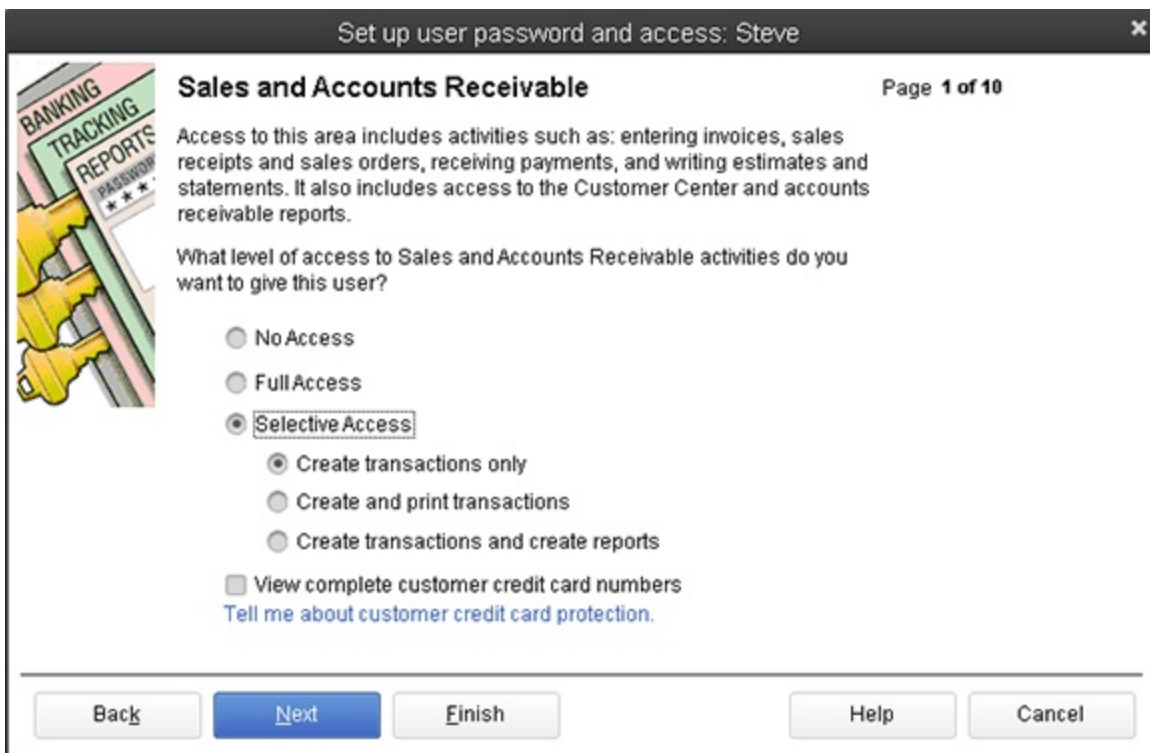 Set up user password and access: Steve
Sales and Accounts Receivable
Page 1 of 10
BANKING
TRACKING
REPORTS
PASSWOR
****
Access to this area includes activities such as: entering invoices, sales
receipts and sales orders, receiving payments, and writing estimates and
statements. It also includes access to the Customer Center and accounts
receivable reports.
What level of access to Sales and Accounts Receivable activities do you
want to give this user?
No Access
Full Access
Selective Access
Create transactions only
Create and print transactions
Create transactions and create reports
View complete customer credit card numbers
Tell me about customer credit card protection.
Back
Next
Finish
Help
Cancel